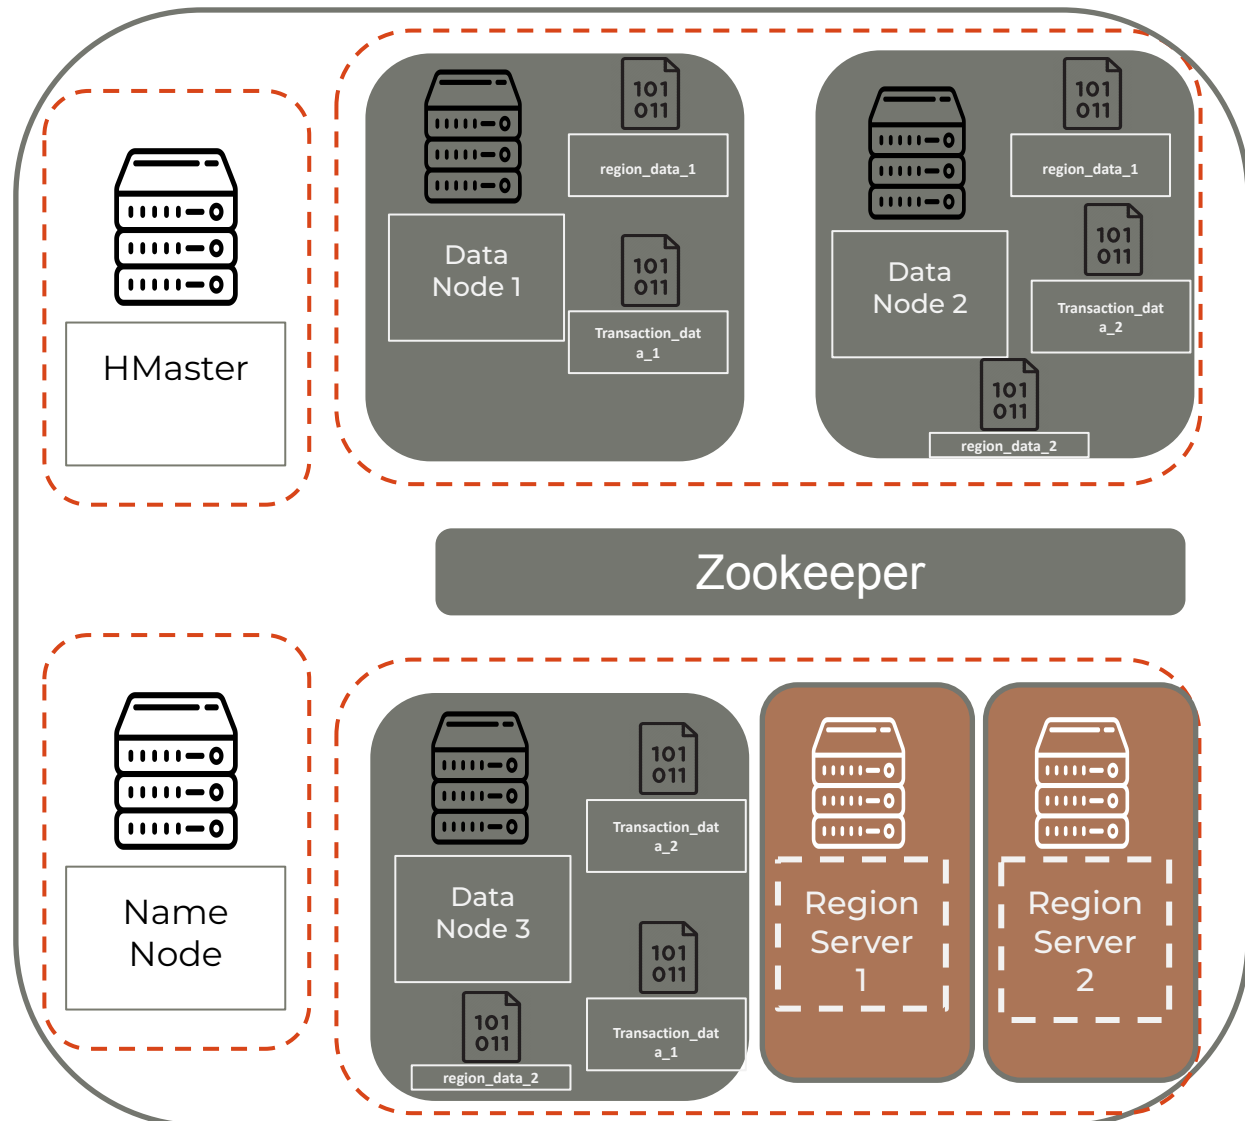 101
011
region_data_1
Data
Node 1
101
011
Transaction_dat
a_1
101
011
region_data_1
Data
Node 2
101
011
Transaction_dat
a_2
101
011
region_data_2
HMaster
Zookeeper
Name
Node
101
011
Transaction_dat
a_2
Data
Node 3
101
011
Transaction_dat
a_1
101
011
region_data_2
Region
Server
1
Region
Server
2